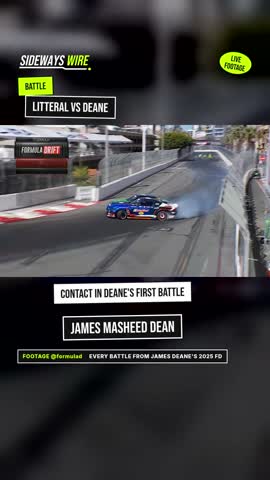 SIDEWAYS WIRE.
LIVE
FOOTAGE
BATTLE
LITTERAL VS DEANE
FORMULA DRIFT
CONTACT IN DEANE'S FIRST BATTLE
JAMES MASHEED DEAN
FOOTAGE @formulad EVERY BATTLE FROM JAMES DEANE'S 2025 FD